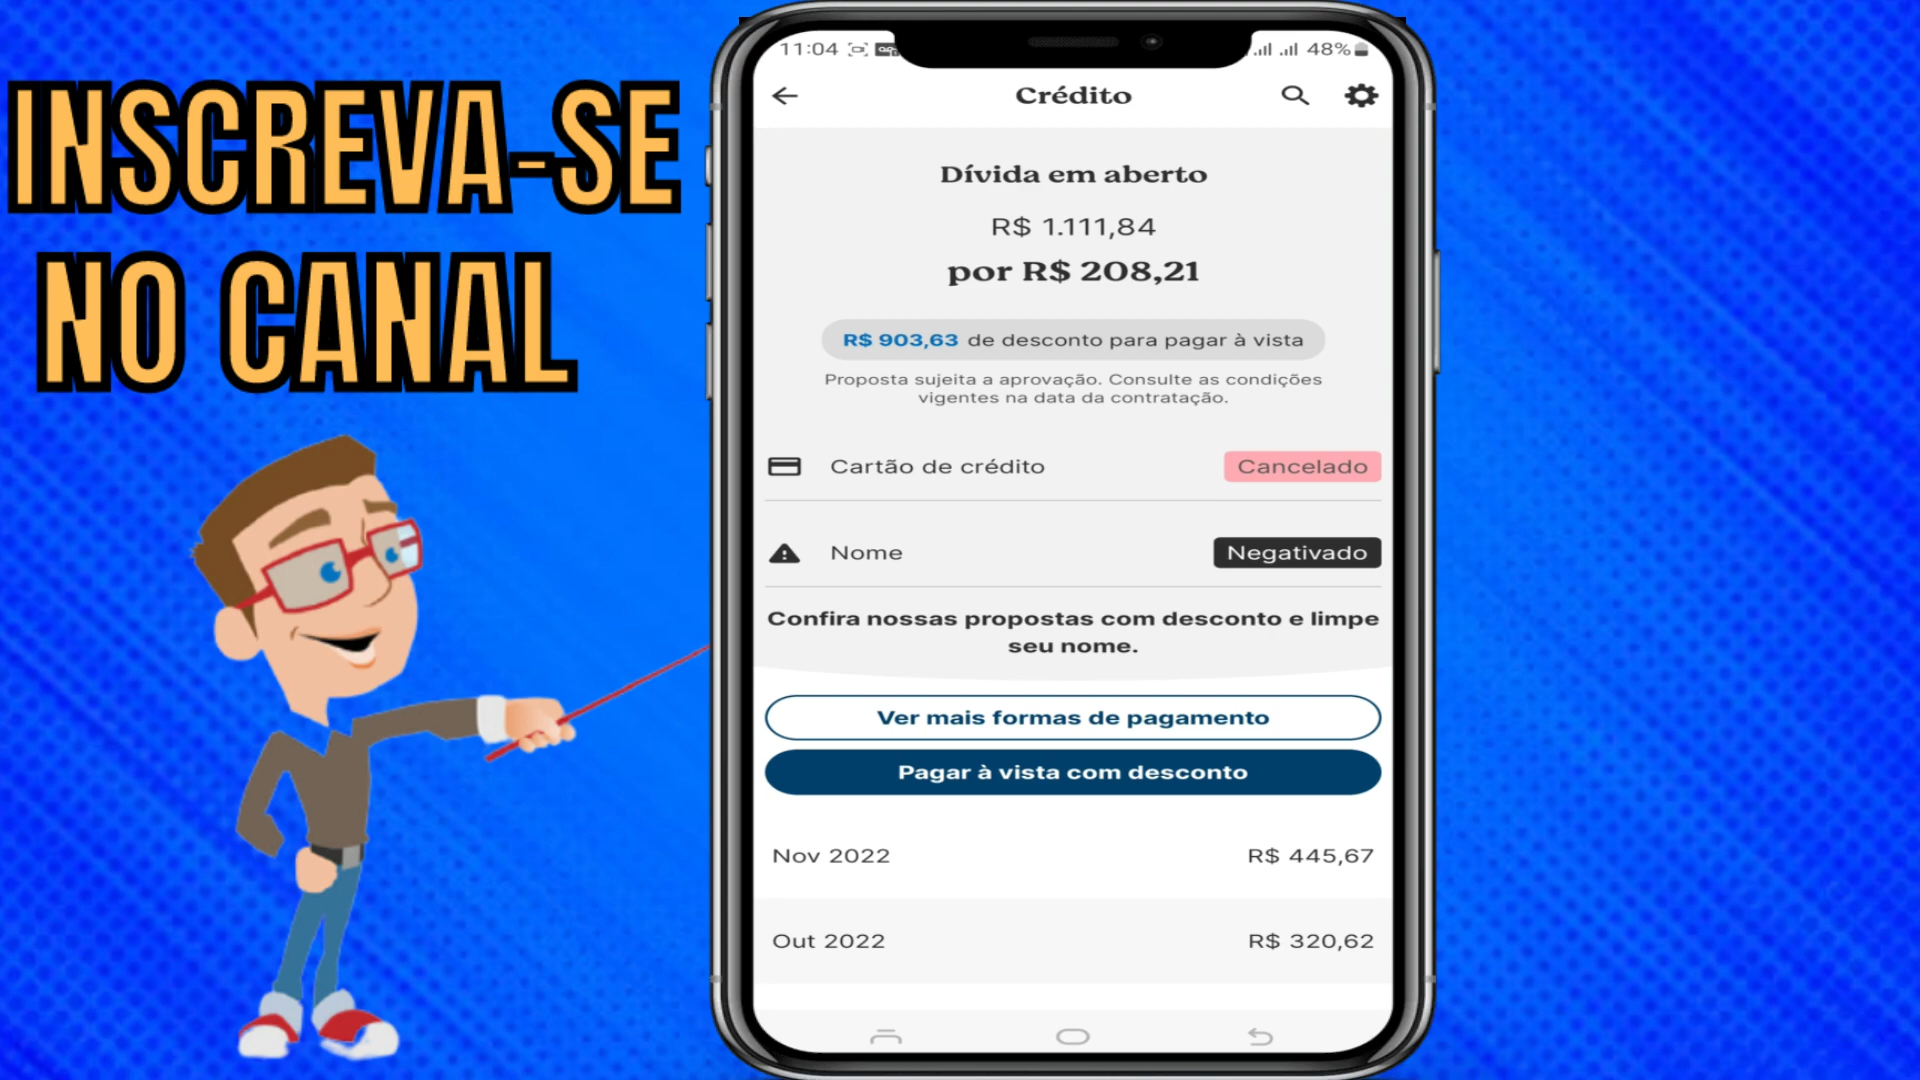 INSCREVA-SE
NO CANAL
11:04
48%
Crédito
Dívida em aberto
R$ 1.111,84
por R$ 208,21
R$ 903,63 de desconto para pagar à vista
Proposta sujeita a aprovação. Consulte as condições
vigentes na data da contratação.
Cartão de crédito Cancelado
Nome Negativado
Confira nossas propostas com desconto e limpe
seu nome.
Ver mais formas de pagamento
Pagar à vista com desconto
Nov 2022 R$ 445,67
Out 2022 R$ 320,62